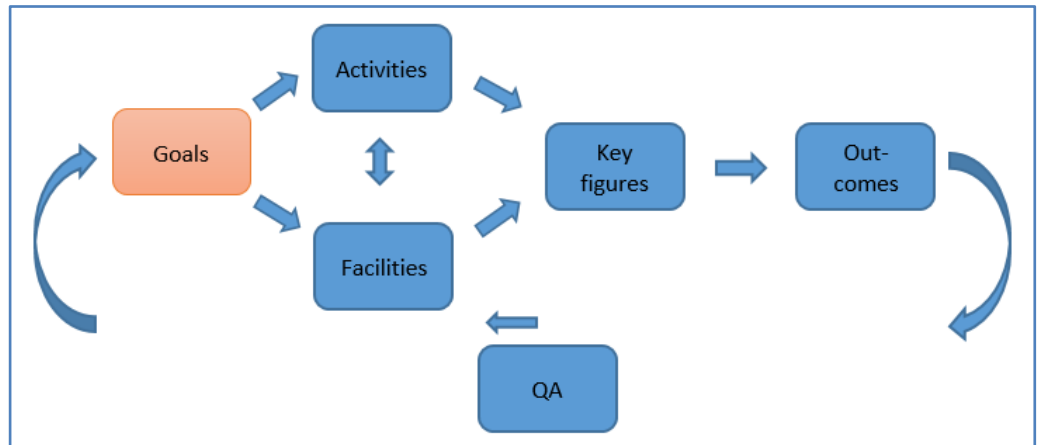 Activities
Goals
Key
figures
Out-
comes
Facilities
QA